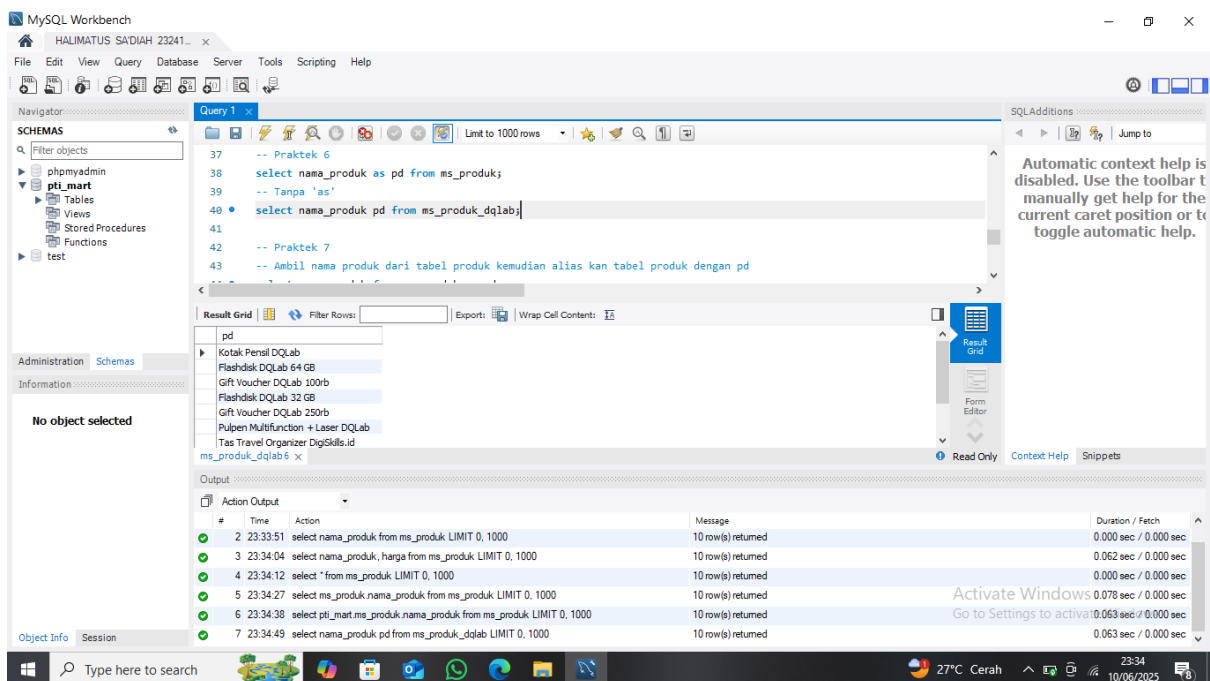 MySQL Workbench
HALIMATUS SA'DIAH 23241...
File Edit View Query Database Server Tools Scripting Help
Navigator
SCHEMAS
Filter objects
phpmyadmin
pti_mart
Tables
Views
Stored Procedures
Functions
test
Administration Schemas
Information
No object selected
Object Info Session
Query 1
Limit to 1000 rows
37 -- Praktek 6
38 select nama_produk as pd from ms_produk;
39 -- Tanpa 'as'
40 select nama_produk pd from ms_produk_dqlab;
41
42 -- Praktek 7
43 -- Ambil nama produk dari tabel produk kemudian alias kan tabel produk dengan pd
Result Grid Filter Rows: Export: Wrap Cell Content:
pd
Kotak Pensil DQLab
Flashdisk DQLab 64 GB
Gift Voucher DQLab 100rb
Flashdisk DQLab 32 GB
Gift Voucher DQLab 250rb
Pulpen Multifunction + Laser DQLab
Tas Travel Organizer DigiSkills.id
Result Grid
Form Editor
ms_produk_dqlab6 Read Only
SQLAdditions
Jump to
Automatic context help is
disabled. Use the toolbar t
manually get help for the
current caret position or to
toggle automatic help.
Context Help Snippets
Output
Action Output
# Time Action Message Duration / Fetch
2 23:33:51 select nama_produk from ms_produk LIMIT 0, 1000 10 row(s) returned 0.000 sec / 0.000 sec
3 23:34:04 select nama_produk, harga from ms_produk LIMIT 0, 1000 10 row(s) returned 0.062 sec / 0.000 sec
4 23:34:12 select * from ms_produk LIMIT 0, 1000 10 row(s) returned 0.000 sec / 0.000 sec
5 23:34:27 select ms_produk.nama_produk from ms_produk LIMIT 0, 1000 10 row(s) returned 0.078 sec / 0.000 sec
6 23:34:38 select pti_mart.ms_produk.nama_produk from ms_produk LIMIT 0, 1000 10 row(s) returned 0.063 sec / 0.000 sec
7 23:34:49 select nama_produk pd from ms_produk_dqlab LIMIT 0, 1000 10 row(s) returned 0.063 sec / 0.000 sec
Activate Windows
Go to Settings to activate
Type here to search
27°C Cerah
23:34
10/06/2025
8